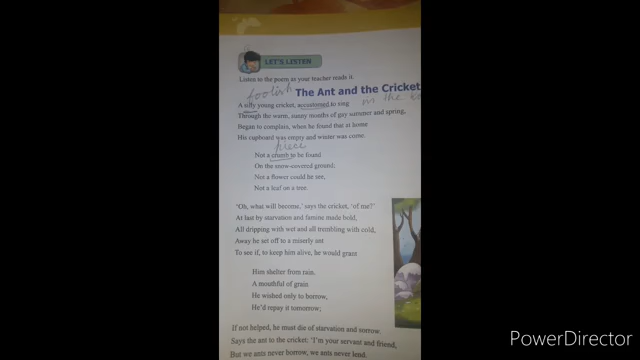 LET'S LISTEN
Listen to the poem as your teacher reads it.
foolish
The Ant and the Cricket
A silly young cricket, accustomed to sing
on the
Through the warm, sunny months of gay summer and spring,
Began to complain, when he found that at home
His cupboard was empty and winter was come.
piece
Not a crumb to be found
On the snow-covered ground;
Not a flower could he see,
Not a leaf on a tree.
'Oh, what will become,' says the cricket, 'of me?'
At last by starvation and famine made bold,
All dripping with wet and all trembling with cold,
Away he set off to a miserly ant
To see if, to keep him alive, he would grant
Him shelter from rain,
A mouthful of grain
He wished only to borrow,
He'd repay it tomorrow;
If not helped, he must die of starvation and sorrow.
Says the ant to the cricket, 'I'm your servant and friend,
But we ants never borrow, we ants never lend.
PowerDirector